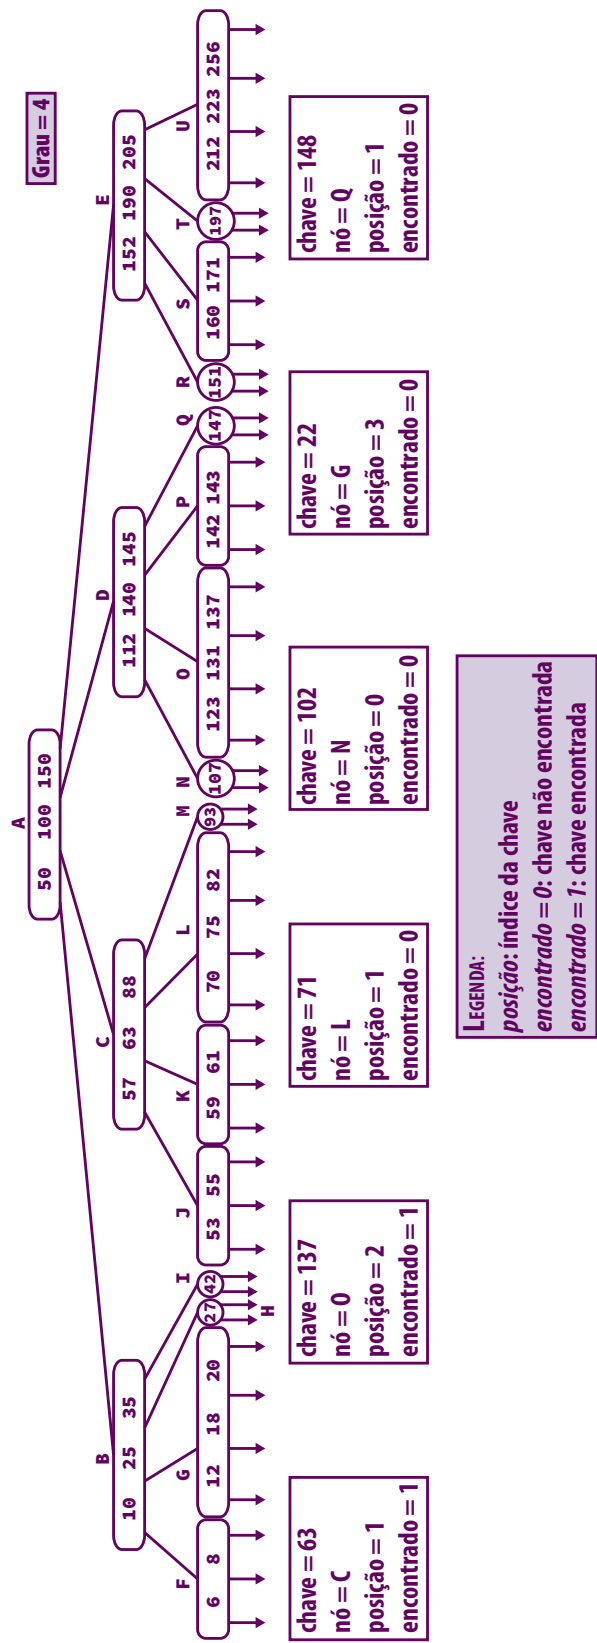 Grau = 4
A
50 100 150
B
10 25 35
C
57 63 88
D
112 140 145
E
152 190 205
F
6 8
G
12 18 20
H
27
I
42
J
53 55
K
59 61
L
70 75 82
M
93
N
107
O
123 131 137
P
142 143
Q
147
R
151
S
160 171
T
197
U
212 223 256
chave = 63
nó = C
posição = 1
encontrado = 1
chave = 137
nó = O
posição = 2
encontrado = 1
chave = 71
nó = L
posição = 1
encontrado = 0
chave = 102
nó = N
posição = 0
encontrado = 0
chave = 22
nó = G
posição = 3
encontrado = 0
chave = 148
nó = Q
posição = 1
encontrado = 0
LEGENDA:
posição: índice da chave
encontrado = 0: chave não encontrada
encontrado = 1: chave encontrada